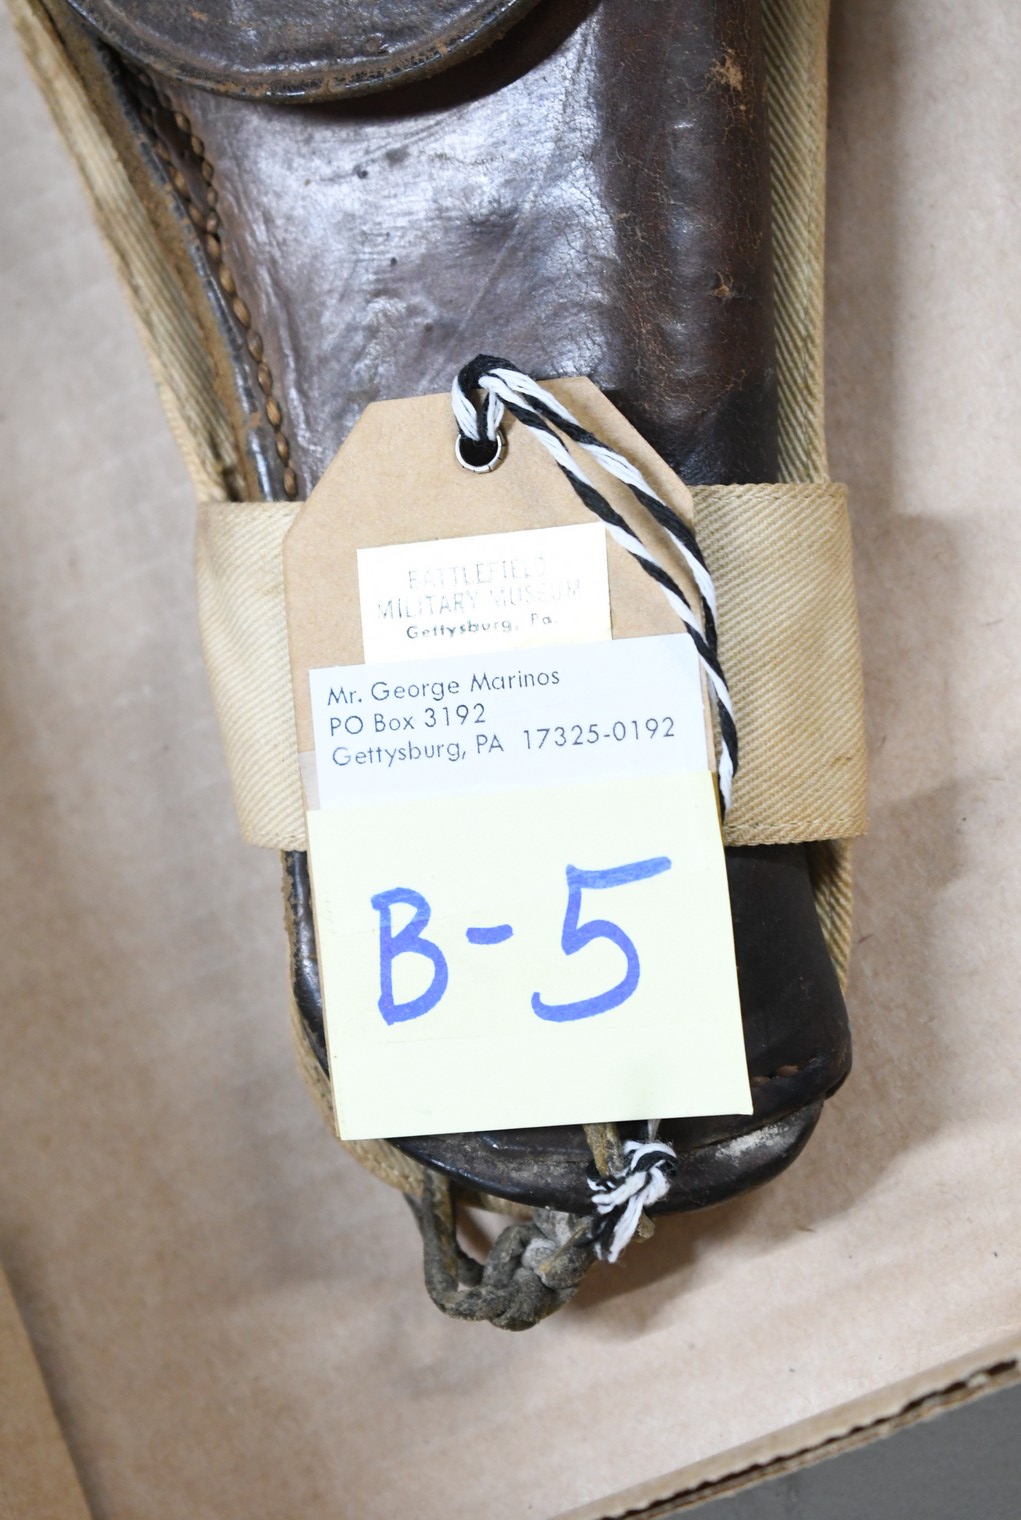 BATTLEFIELD
MILITARY MUSEUM
Gettysburg, Pa.
Mr. George Marinos
PO Box 3192
Gettysburg, PA 17325-0192
B-5